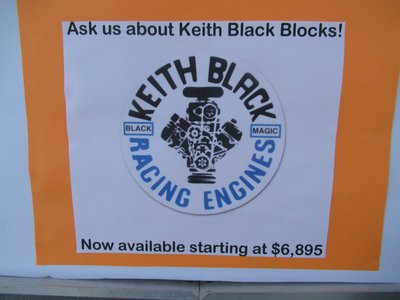 Ask us about Keith Black Blocks!
KEITH BLACK
BLACK MAGIC
RACING ENGINES
Now available starting at $6,895